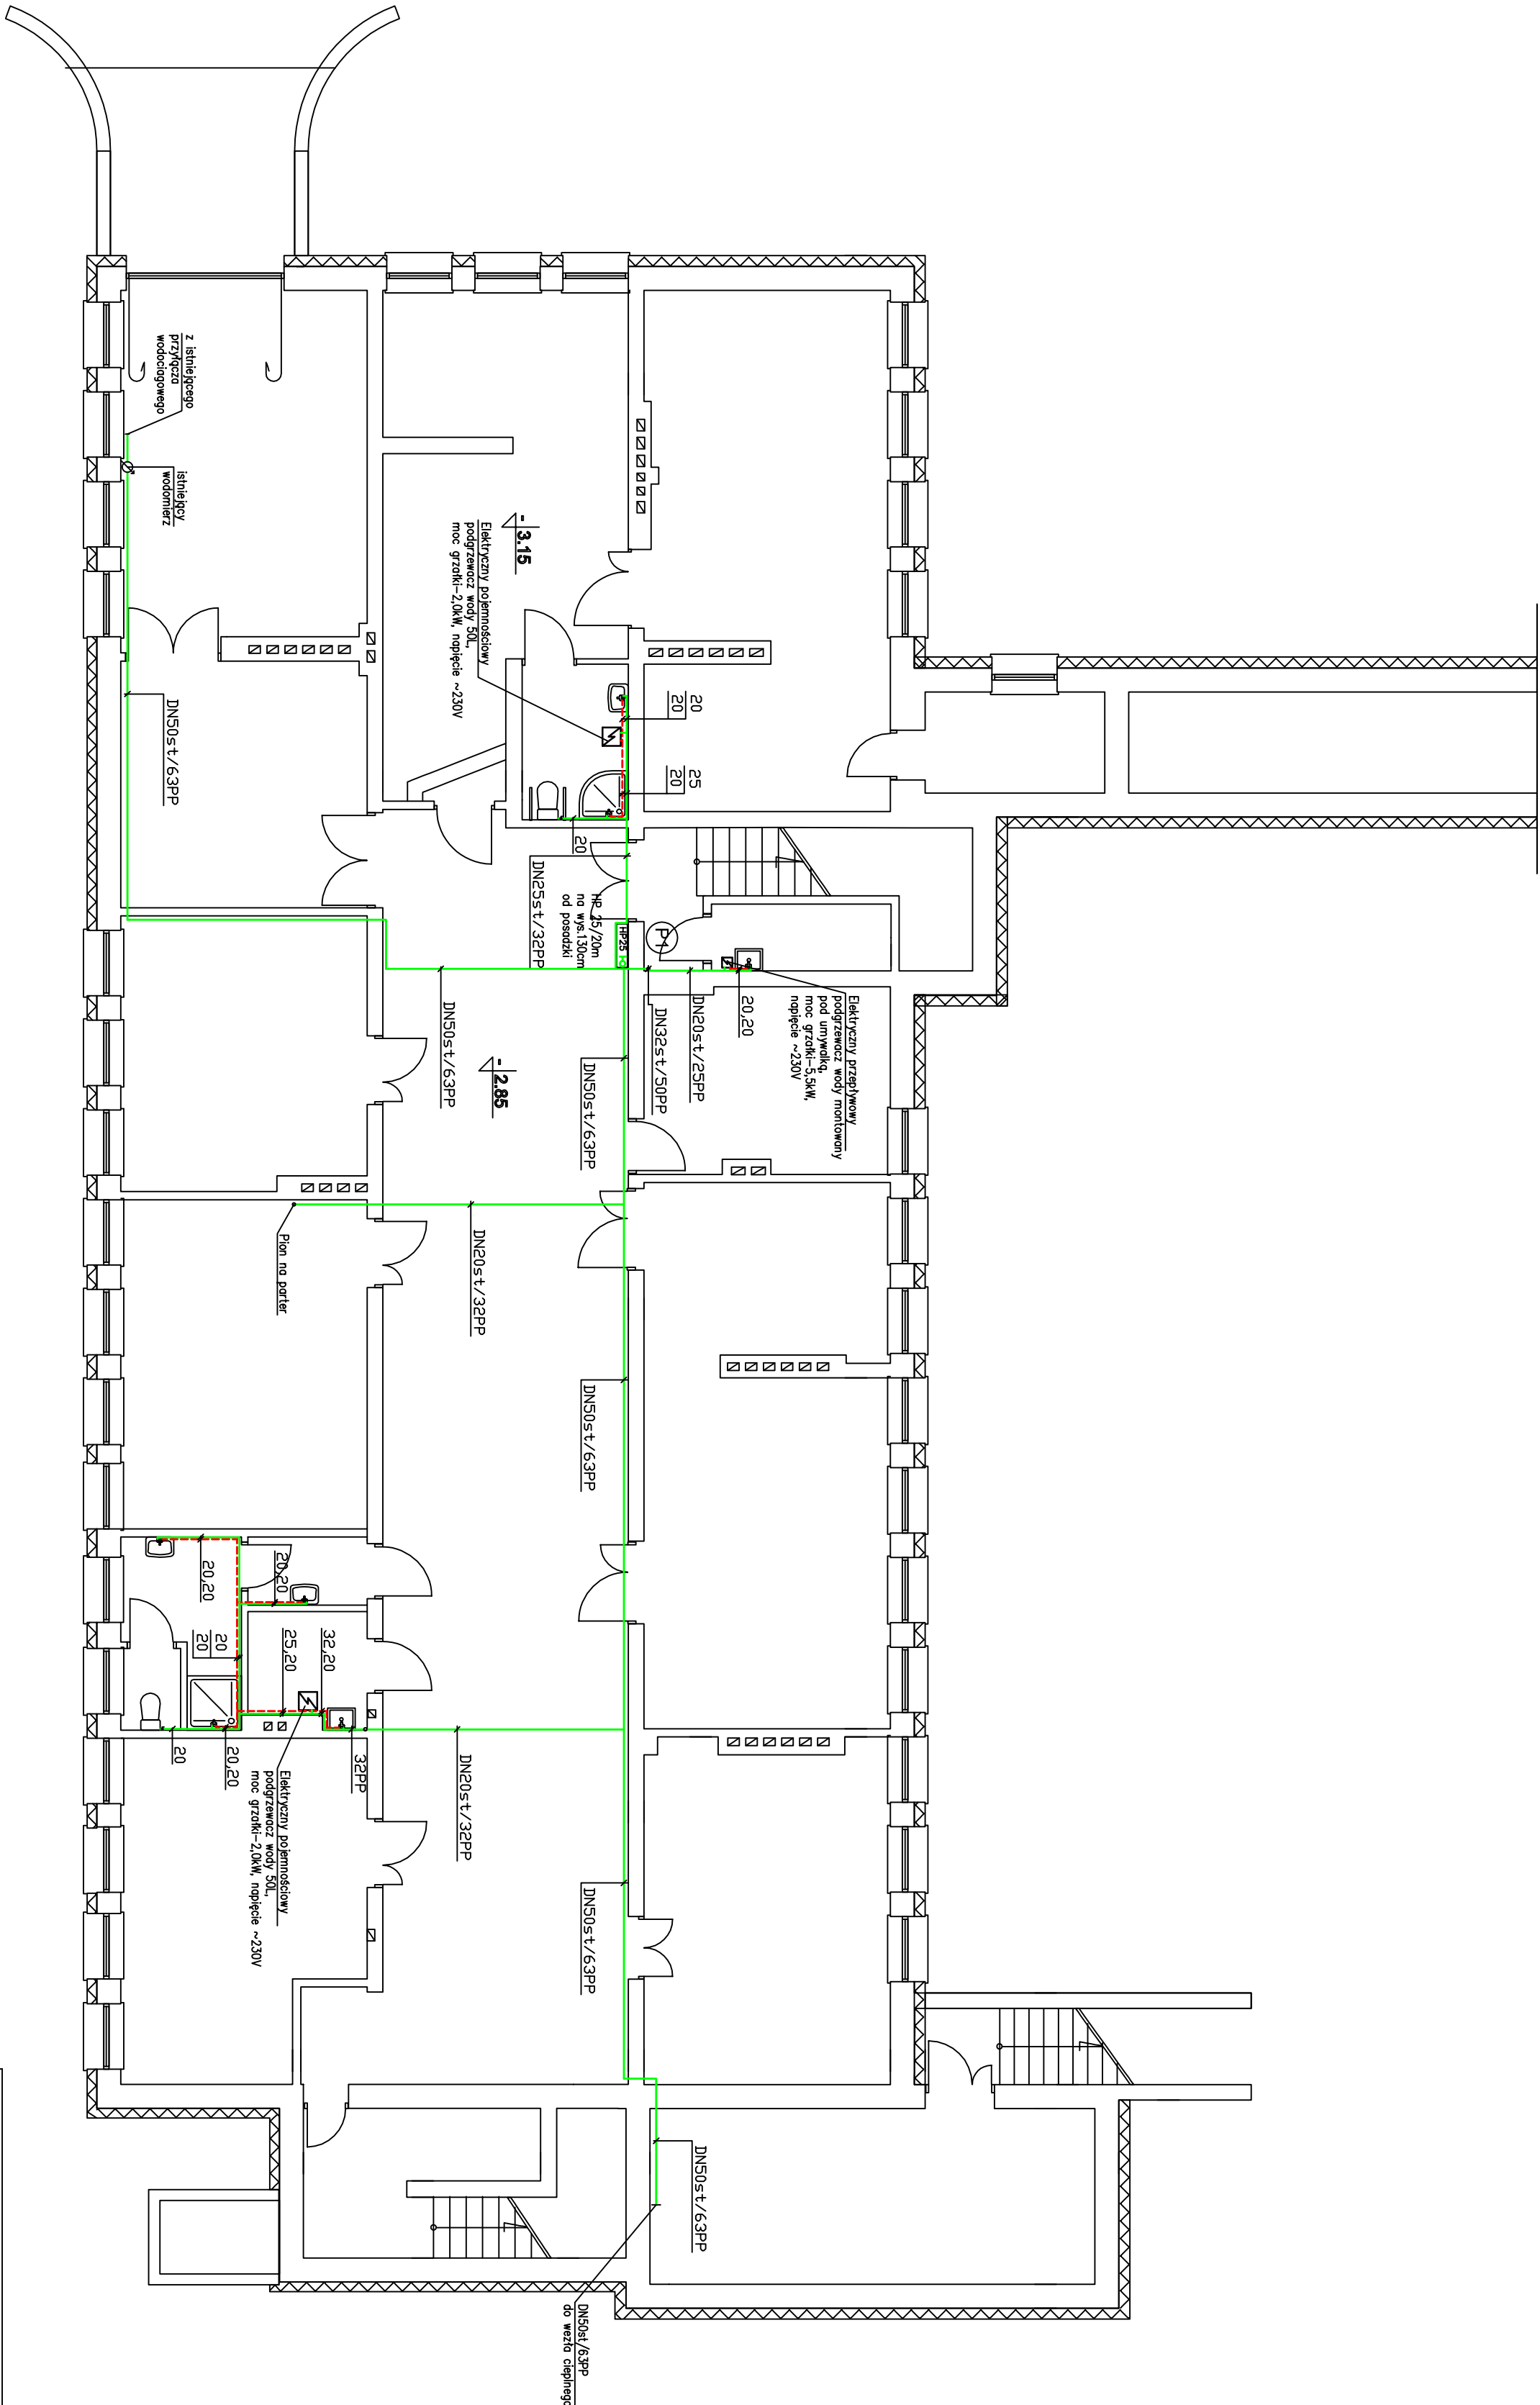 z istniejącego
przyłącza
wodociągowego
istniejący
wodomierz
DN50st/63PP
- 3.15
Elektryczny pojemnościowy
podgrzewacz wody 50L,
moc grzałki-2,0kW, napięcie ~230V
20
20
25
20
20
DN25st/32PP
HP 25/20m
na wys.130cm
od posadzki
HP25
P1
Elektryczny przepływowy
podgrzewacz wody montowany
pod umywalką,
moc grzałki-5,5kW,
napięcie ~230V
20,20
DN20st/25PP
DN32st/50PP
DN50st/63PP
DN50st/63PP
- 2.85
DN20st/32PP
Pion na parter
DN50st/63PP
20,20
20,20
20
20
25,20
32,20
32PP
20,20
20
Elektryczny pojemnościowy
podgrzewacz wody 50L,
moc grzałki-2,0kW, napięcie ~230V
DN20st/32PP
DN50st/63PP
DN50st/63PP
DN50st/63PP
do węzła cieplnego